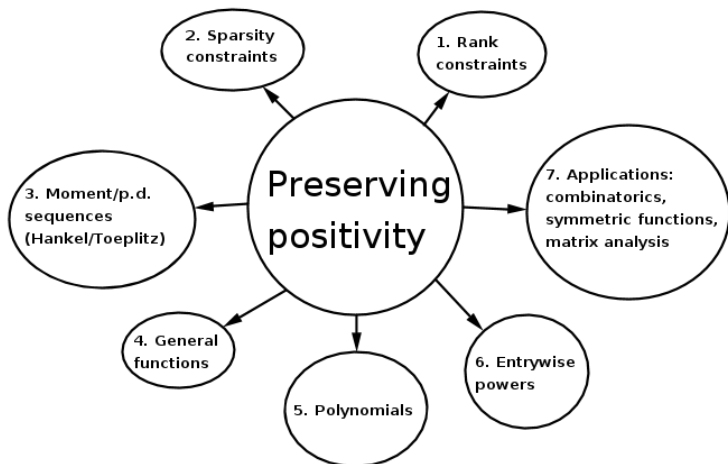 Preserving
positivity
1. Rank
constraints
2. Sparsity
constraints
3. Moment/p.d.
sequences
(Hankel/Toeplitz)
4. General
functions
5. Polynomials
6. Entrywise
powers
7. Applications:
combinatorics,
symmetric functions,
matrix analysis